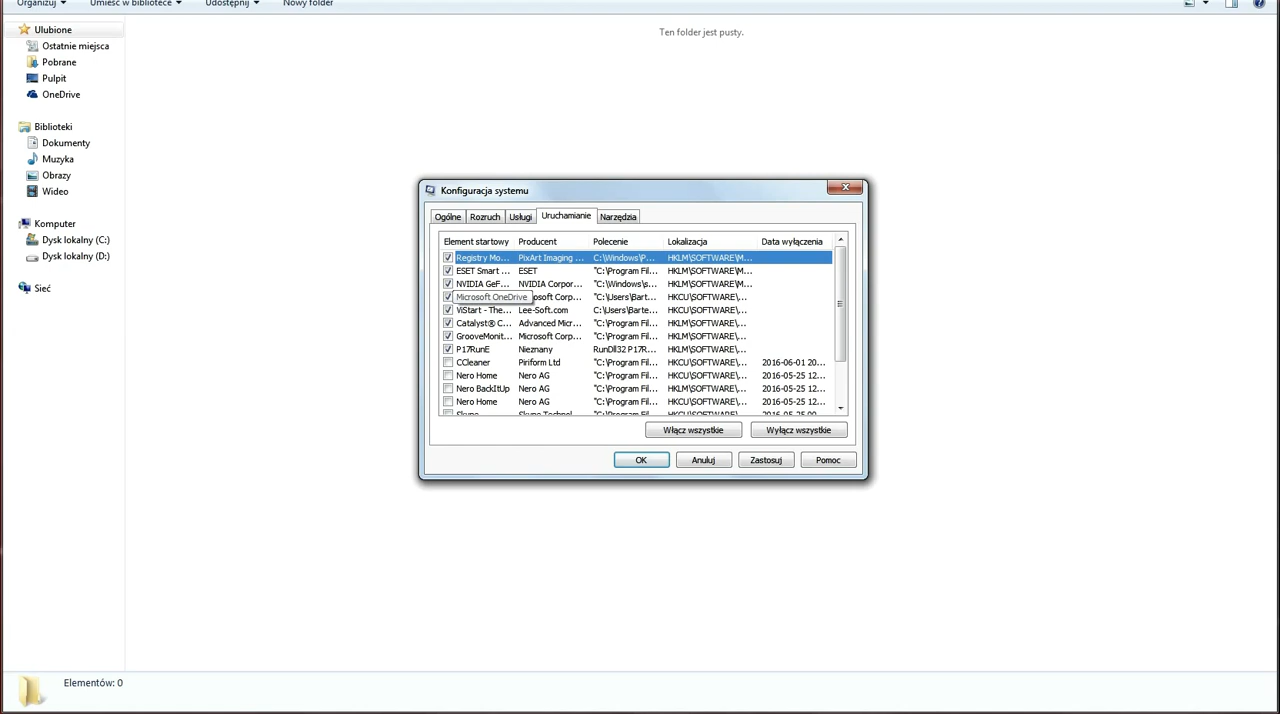 Organizuj Umieść w bibliotece Udostępnij Nowy folder
Ulubione
Ostatnie miejsca
Pobrane
Pulpit
OneDrive
Biblioteki
Dokumenty
Muzyka
Obrazy
Wideo
Komputer
Dysk lokalny (C:)
Dysk lokalny (D:)
Sieć
Ten folder jest pusty.
Konfiguracja systemu
Ogólne Rozruch Usługi Uruchamianie Narzędzia
Element startowy Producent Polecenie Lokalizacja Data wyłączenia
Registry Mo... PixArt Imaging ... C:\Windows\P... HKLM\SOFTWARE\M...
ESET Smart ... ESET "C:\Program Fil... HKLM\SOFTWARE\M...
NVIDIA GeF... NVIDIA Corpor... "C:\Windows\s... HKLM\SOFTWARE\M...
Microsoft OneDrive osoft Corp... "C:\Users\Bart... HKCU\SOFTWARE\...
ViStart - The... Lee-Soft.com C:\Users\Barte... HKCU\SOFTWARE\...
Catalyst® C... Advanced Micr... "C:\Program Fil... HKLM\SOFTWARE\...
GrooveMonit... Microsoft Corp... "C:\Program Fil... HKLM\SOFTWARE\...
P17RunE Nieznany RunDll32 P17R... HKLM\SOFTWARE\...
CCleaner Piriform Ltd "C:\Program Fil... HKCU\SOFTWARE\... 2016-06-01 20...
Nero Home Nero AG "C:\Program Fil... HKCU\SOFTWARE\... 2016-05-25 12...
Nero BackItUp Nero AG "C:\Program Fil... HKLM\SOFTWARE\... 2016-05-25 12...
Nero Home Nero AG "C:\Program Fil... HKCU\SOFTWARE\... 2016-05-25 12...
Skype Skype Technol... "C:\Program Fil... HKCU\SOFTWARE\...
Włącz wszystkie Wyłącz wszystkie
OK Anuluj Zastosuj Pomoc
Elementów: 0